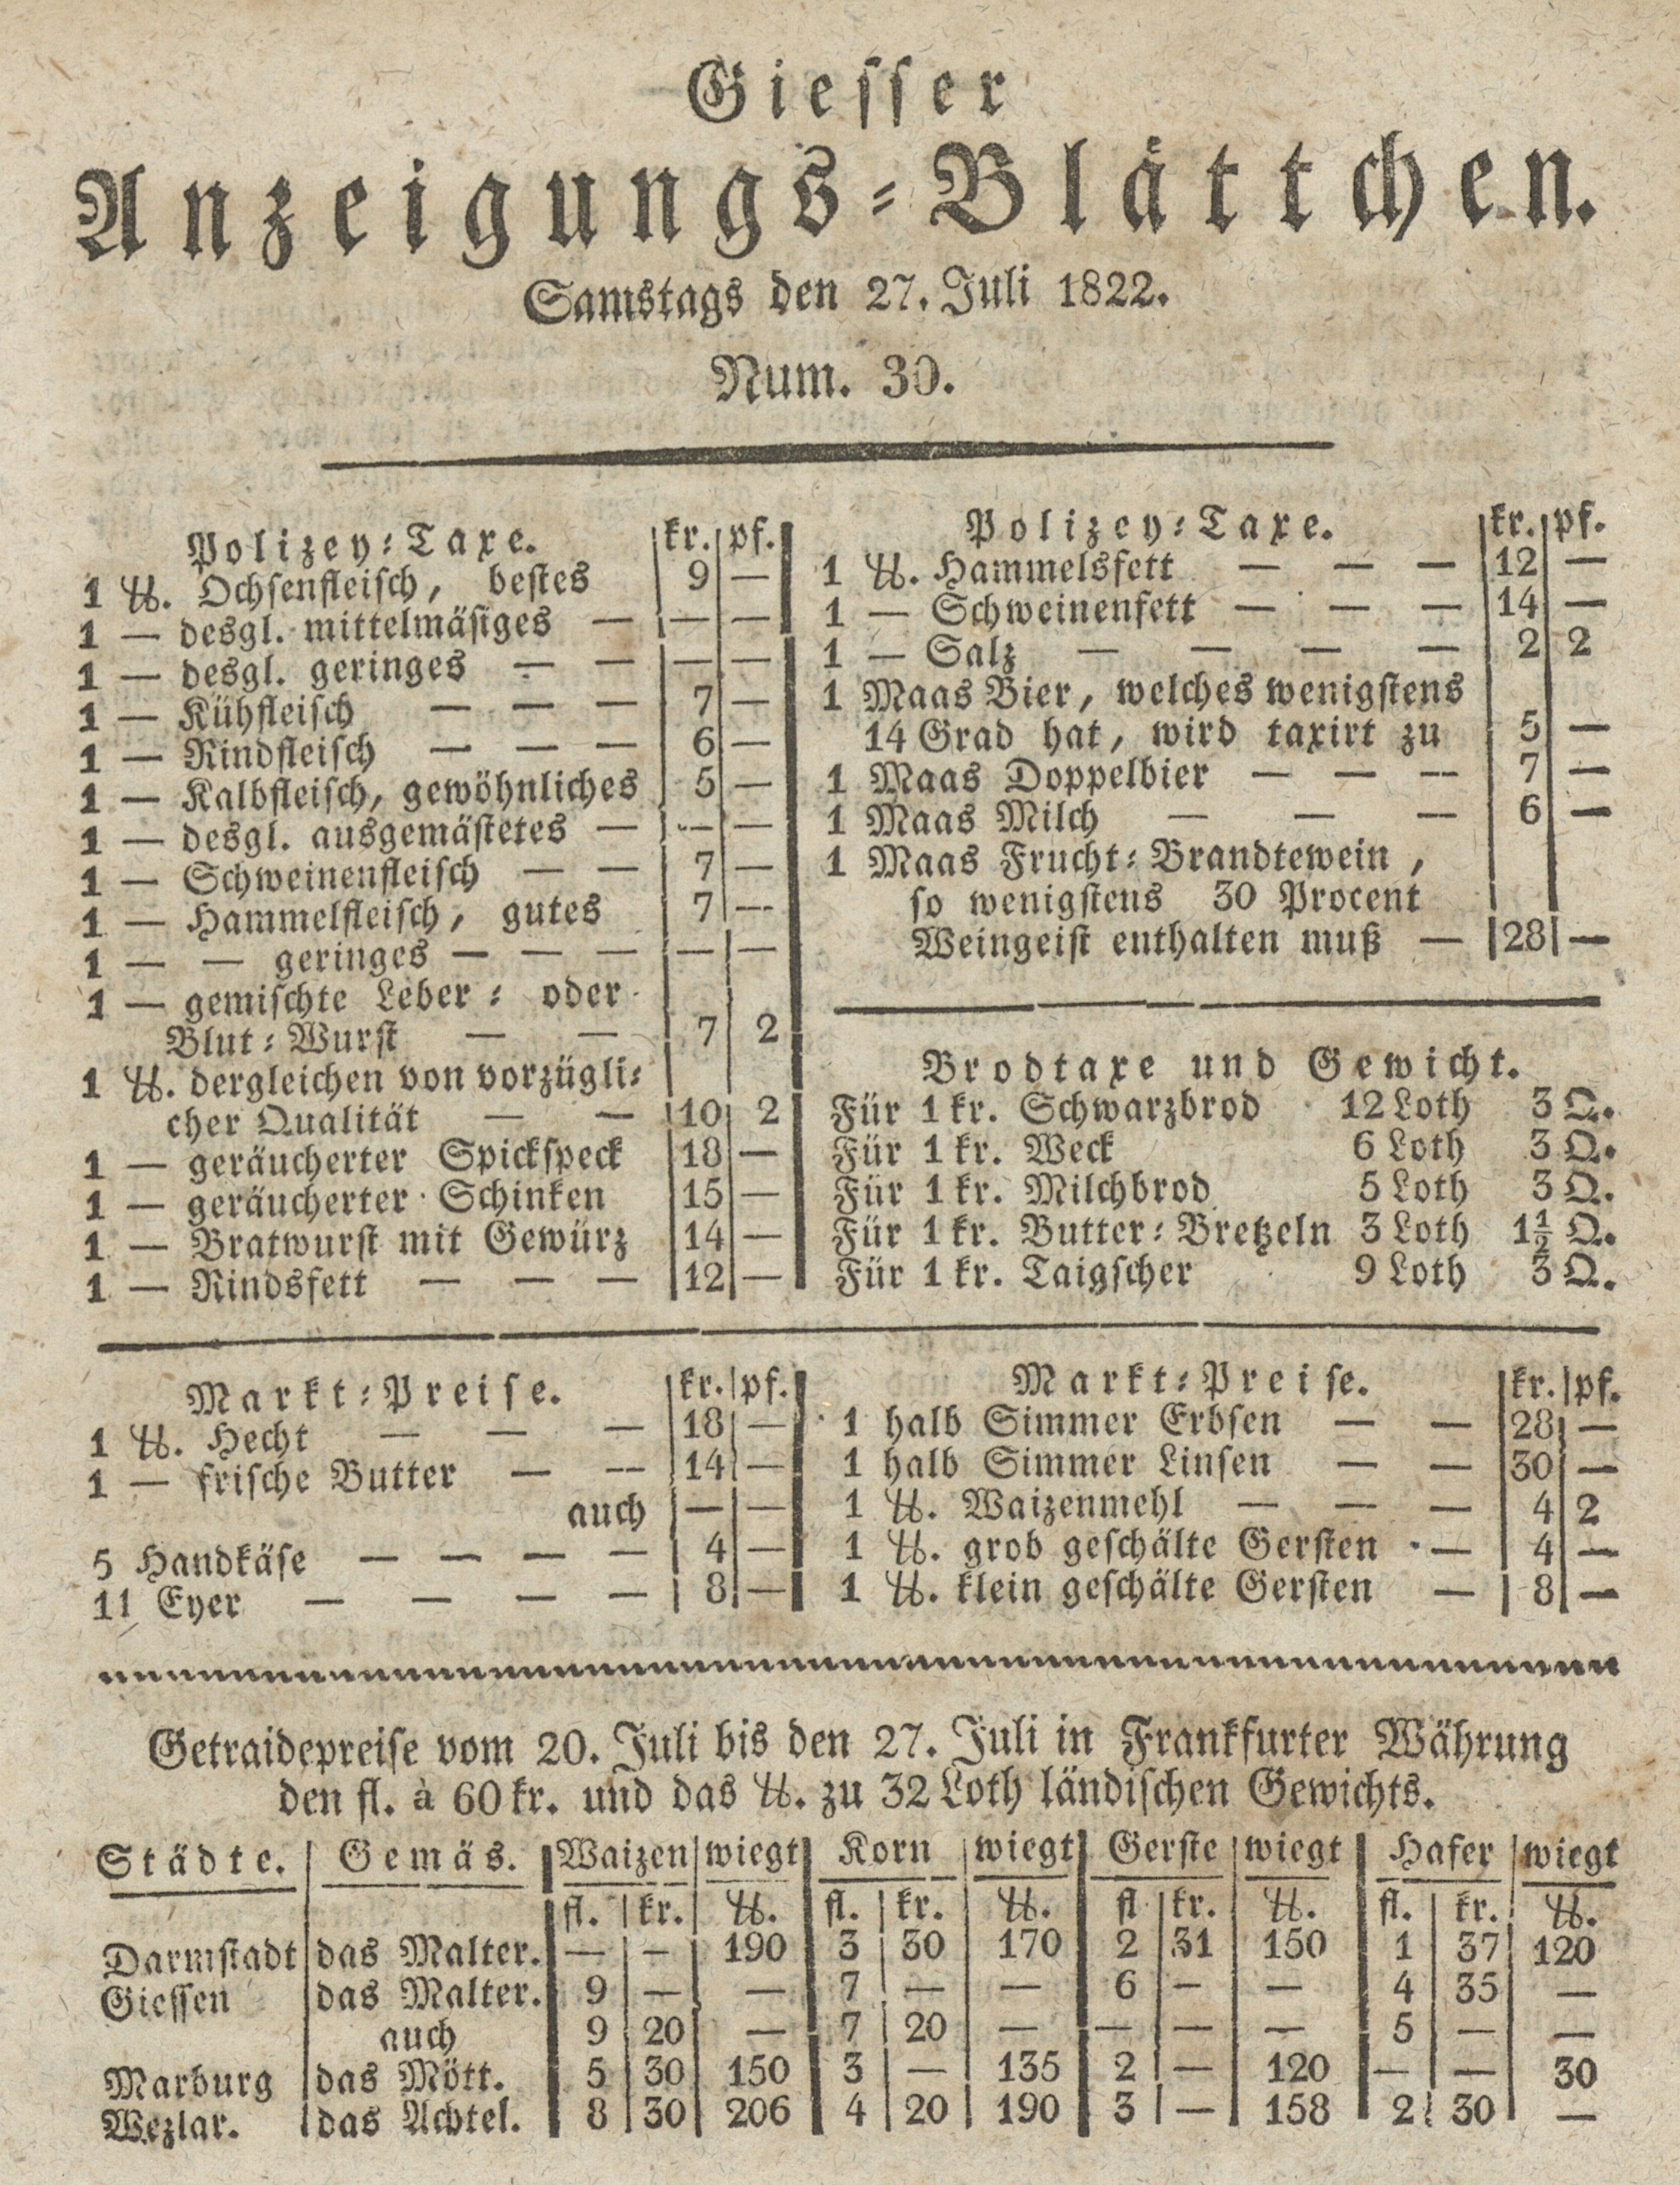 Giesser
Anzeigungs-Blättchen.
Samstags den 27. Juli 1822.
Num. 30.
Polizey-Taxe. kr. pf.
1 ℔. Ochsenfleisch, bestes 9 —
1 — desgl. mittelmäsiges — — —
1 — desgl. geringes — — — —
1 — Kühfleisch — — — 7 —
1 — Rindfleisch — — — 6 —
1 — Kalbfleisch, gewöhnliches 5 —
1 — desgl. ausgemästetes — — —
1 — Schweinenfleisch — — 7 —
1 — Hammelfleisch, gutes 7 —
1 — — geringes — — — — —
1 — gemischte Leber- oder
Blut-Wurst — — 7 2
1 ℔. dergleichen von vorzügli-
cher Qualität — — 10 2
1 — geräucherter Spickspeck 18 —
1 — geräucherter Schinken 15 —
1 — Bratwurst mit Gewürz 14 —
1 — Rindsfett — — — 12 —
Polizey-Taxe. kr. pf.
1 ℔. Hammelsfett — — — 12 —
1 — Schweinenfett — — — 14 —
1 — Salz — — — — 2 2
1 Maas Bier, welches wenigstens
14 Grad hat, wird taxirt zu 5 —
1 Maas Doppelbier — — — 7 —
1 Maas Milch — — — 6 —
1 Maas Frucht-Brandtewein,
so wenigstens 30 Procent
Weingeist enthalten muß — 28 —
Brodtaxe und Gewicht.
Für 1 kr. Schwarzbrod 12 Loth 3 Q.
Für 1 kr. Weck 6 Loth 3 Q.
Für 1 kr. Milchbrod 5 Loth 3 Q.
Für 1 kr. Butter-Bretzeln 3 Loth 1½ Q.
Für 1 kr. Taigscher 9 Loth 3 Q.
Markt-Preise. kr. pf.
1 ℔. Hecht — — — 18 —
1 — frische Butter — — 14 —
auch — —
5 Handkäse — — — — 4 —
11 Eyer — — — — 8 —
Markt-Preise. kr. pf.
1 halb Simmer Erbsen — — 28 —
1 halb Simmer Linsen — — 30 —
1 ℔. Waizenmehl — — — 4 2
1 ℔. grob geschälte Gersten — 4 —
1 ℔. klein geschälte Gersten — 8 —
Getraidepreise vom 20. Juli bis den 27. Juli in Frankfurter Währung
den fl. à 60 kr. und das ℔. zu 32 Loth ländischen Gewichts.
Städte. Gemäs. Waizen wiegt Korn wiegt Gerste wiegt Hafer wiegt
fl. kr. ℔. fl. kr. ℔. fl kr. ℔. fl. kr. ℔.
Darmstadt das Malter. — — 190 3 30 170 2 31 150 1 37 120
Giessen das Malter. 9 — — 7 — — 6 — — 4 35 —
auch 9 20 — 7 20 — — — — 5 — —
Marburg das Mött. 5 30 150 3 — 135 2 — 120 — — 30
Wezlar. das Achtel. 8 30 206 4 20 190 3 — 158 2 30 —